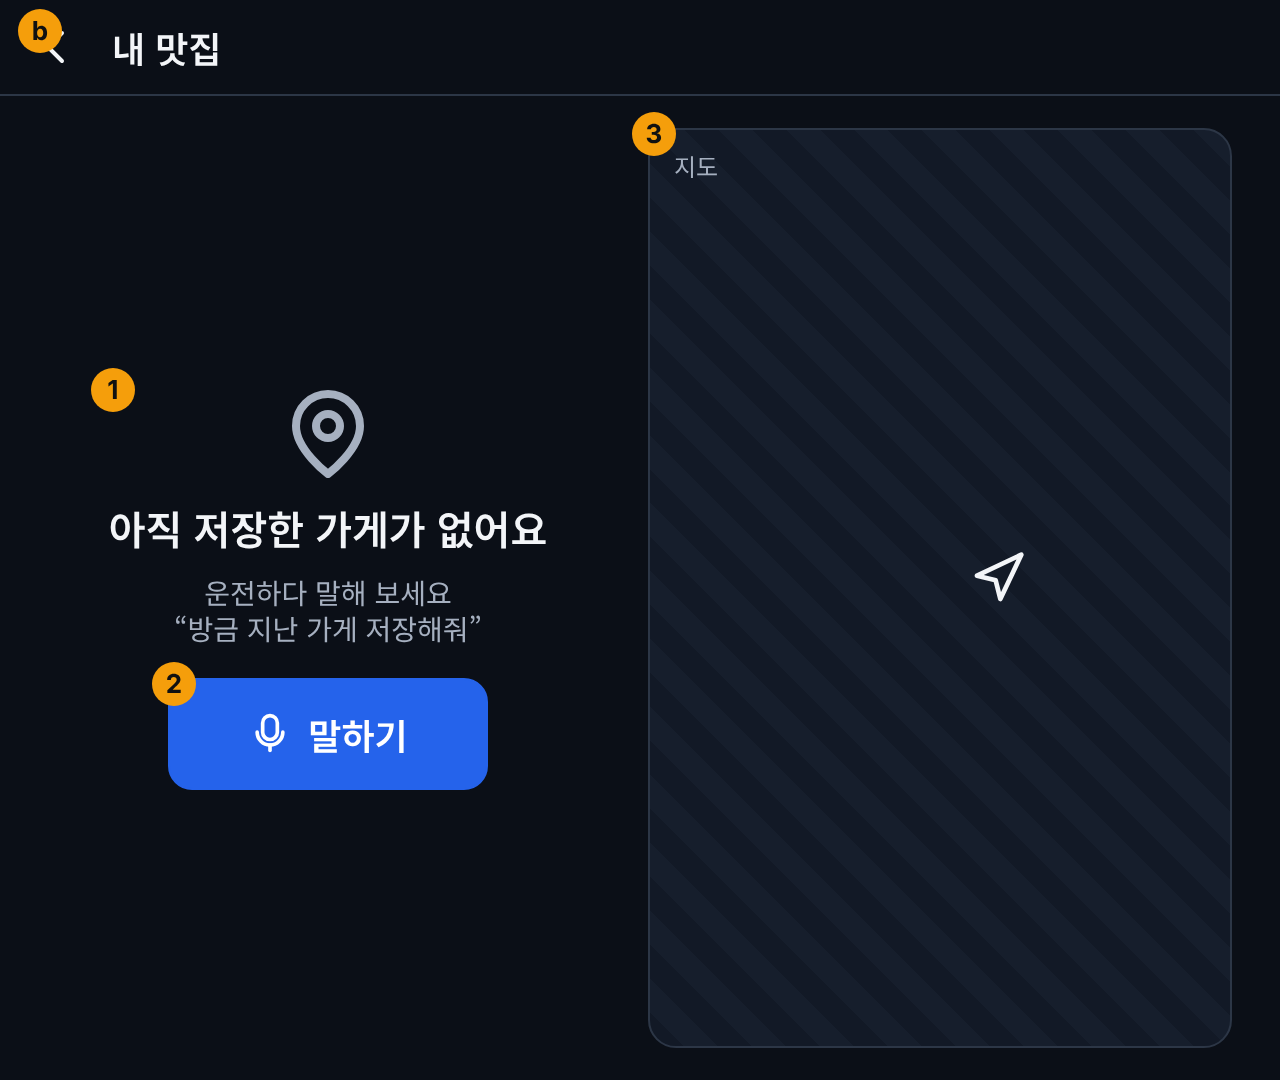 b
내 맛집
1
아직 저장한 가게가 없어요
운전하다 말해 보세요
“방금 지난 가게 저장해줘”
2
말하기
3
지도